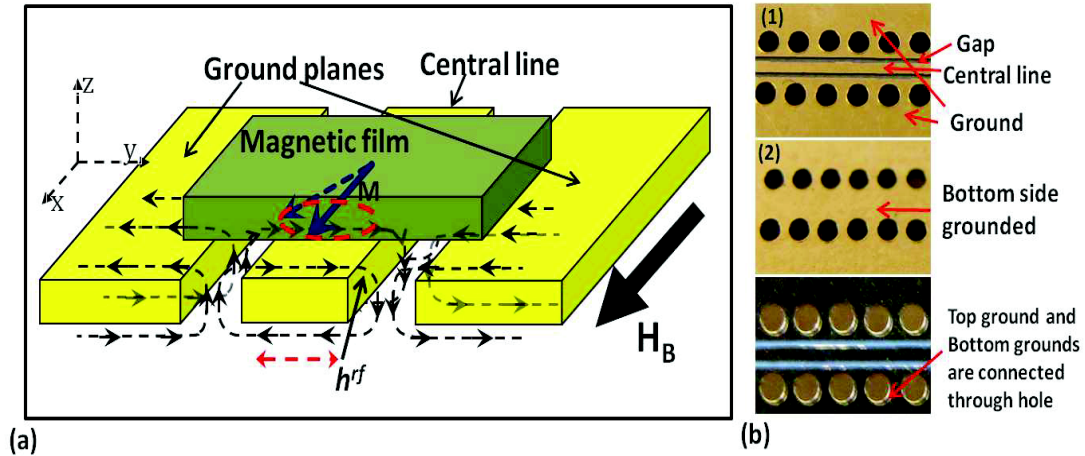 Ground planes
Central line
Z
y
X
Magnetic film
M
H_B
h^rf
(a)
(1)
Gap
Central line
Ground
(2)
Bottom side
grounded
Top ground and
Bottom grounds
are connected
through hole
(b)